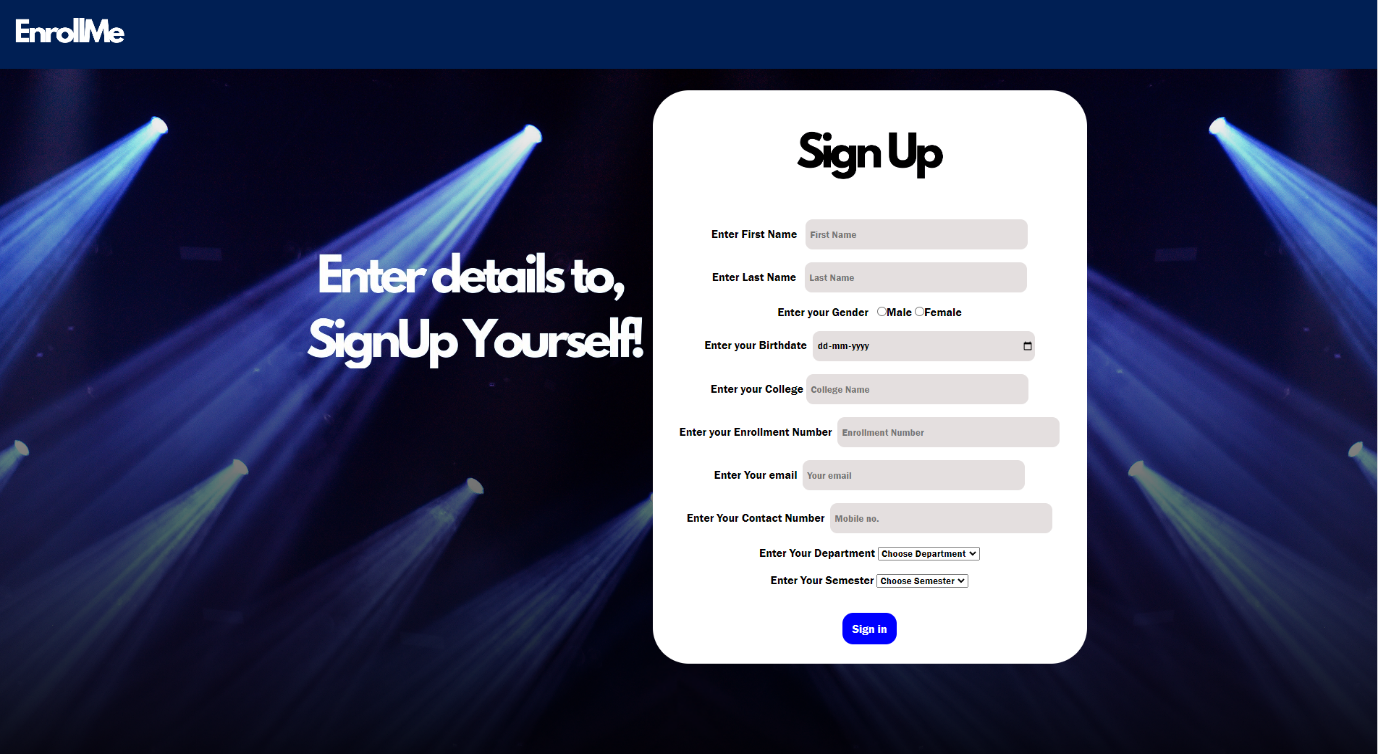 EnrollMe
Enter details to,
SignUp Yourself!
Sign Up
Enter First Name First Name
Enter Last Name Last Name
Enter your Gender Male Female
Enter your Birthdate dd-mm-yyyy
Enter your College College Name
Enter your Enrollment Number Enrollment Number
Enter Your email Your email
Enter Your Contact Number Mobile no.
Enter Your Department Choose Department
Enter Your Semester Choose Semester
Sign in